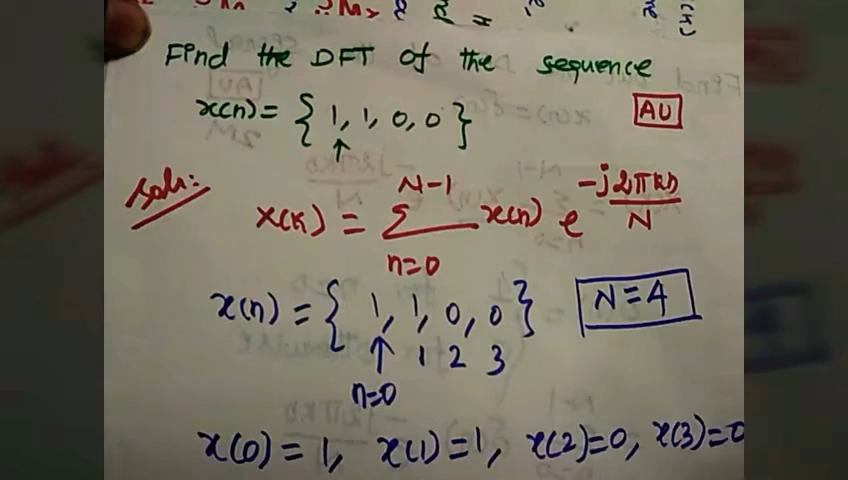 Find the DFT of the sequence
x(n) = { 1, 1, 0, 0 } AU
↑
Soln:
X(k) = N-1 Σ n=0 x(n) e^(-j2πkn/N)
x(n) = { 1, 1, 0, 0 } N=4
↑ 1 2 3
n=0
x(0) = 1, x(1) = 1, x(2) = 0, x(3) = 0